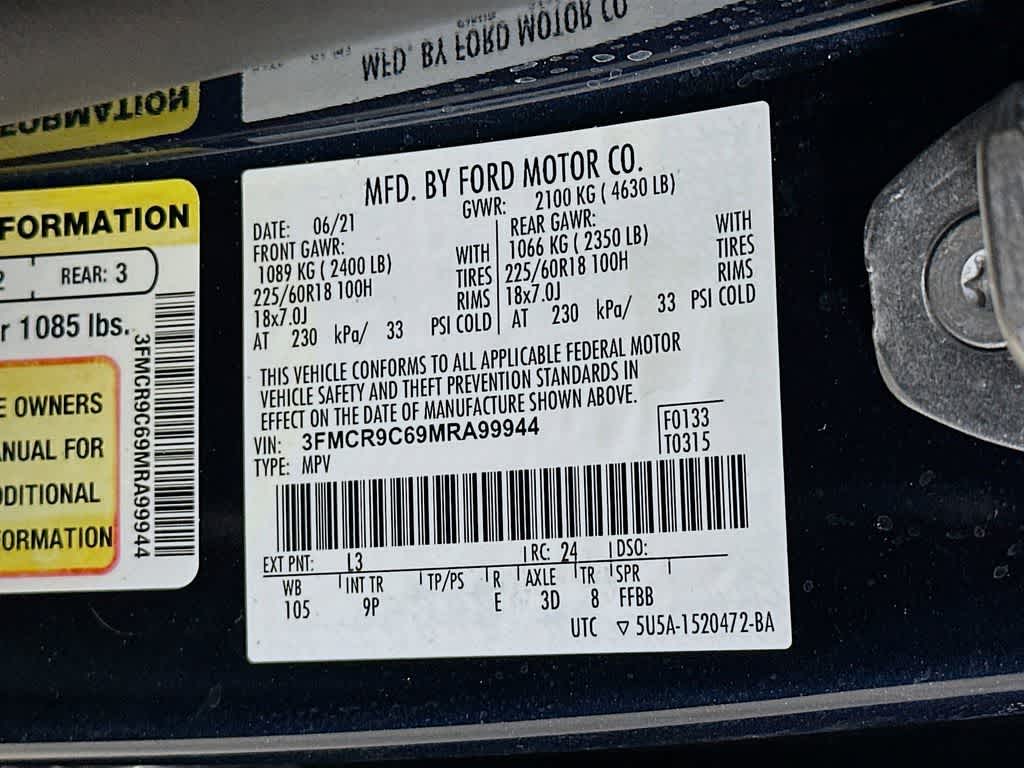 MFD. BY FORD MOTOR CO.
FORMATION
MFD. BY FORD MOTOR CO.
DATE: 06/21 GVWR: 2100 KG ( 4630 LB)
FRONT GAWR: WITH REAR GAWR: WITH
1089 KG ( 2400 LB) TIRES 1066 KG ( 2350 LB) TIRES
225/60R18 100H RIMS 225/60R18 100H RIMS
18x7.0J 18x7.0J
AT 230 kPa/ 33 PSI COLD AT 230 kPa/ 33 PSI COLD
THIS VEHICLE CONFORMS TO ALL APPLICABLE FEDERAL MOTOR
VEHICLE SAFETY AND THEFT PREVENTION STANDARDS IN
EFFECT ON THE DATE OF MANUFACTURE SHOWN ABOVE.
VIN: 3FMCR9C69MRA99944
F0133
T0315
TYPE: MPV
EXT PNT: L3 RC: 24 DSO:
WB INT TR TP/PS R AXLE TR SPR
105 9P E 3D 8 FFBB
UTC ▽ 5U5A-1520472-BA
FORMATION
2 REAR: 3
r 1085 lbs.
3FMCR9C69MRA99944
E OWNERS
ANUAL FOR
DDITIONAL
FORMATION